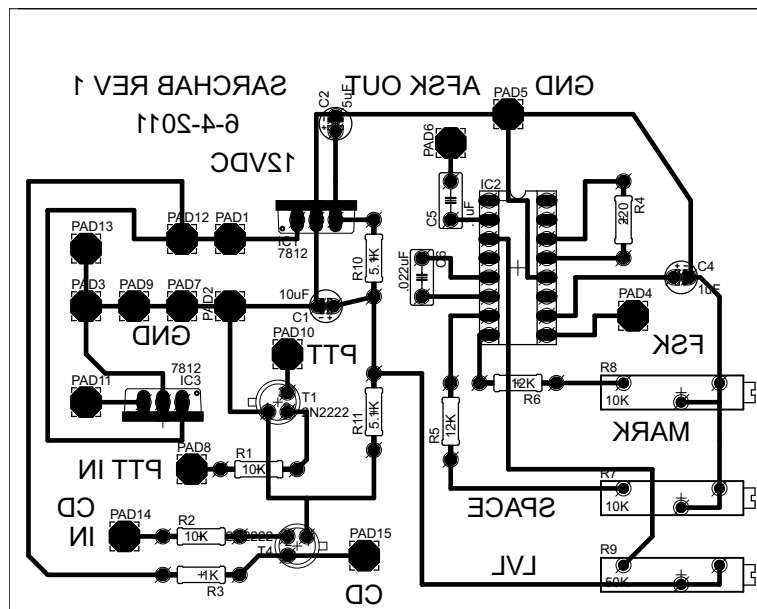 SARCHAB REV 1
6-4-2011
12VDC
AFSK OUT
GND
C2
5uF
PAD5
PAD6
C5
.1uF
IC2
R4
220
PAD13
PAD12
PAD1
IC1
7812
R10
5.1K
C6
.022uF
C4
1uF
PAD3
PAD9
PAD7
PAD2
GND
10uF
C1
PAD10
PTT
PAD4
FSK
7812
IC3
PAD11
T1
2N2222
R11
5.1K
12K
R6
R8
10K
MARK
R5
12K
PTT IN
PAD8
R1
10K
R7
10K
SPACE
CD
IN
PAD14
R2
10K
T4
PAD15
CD
1K
R3
R9
50K
LVL